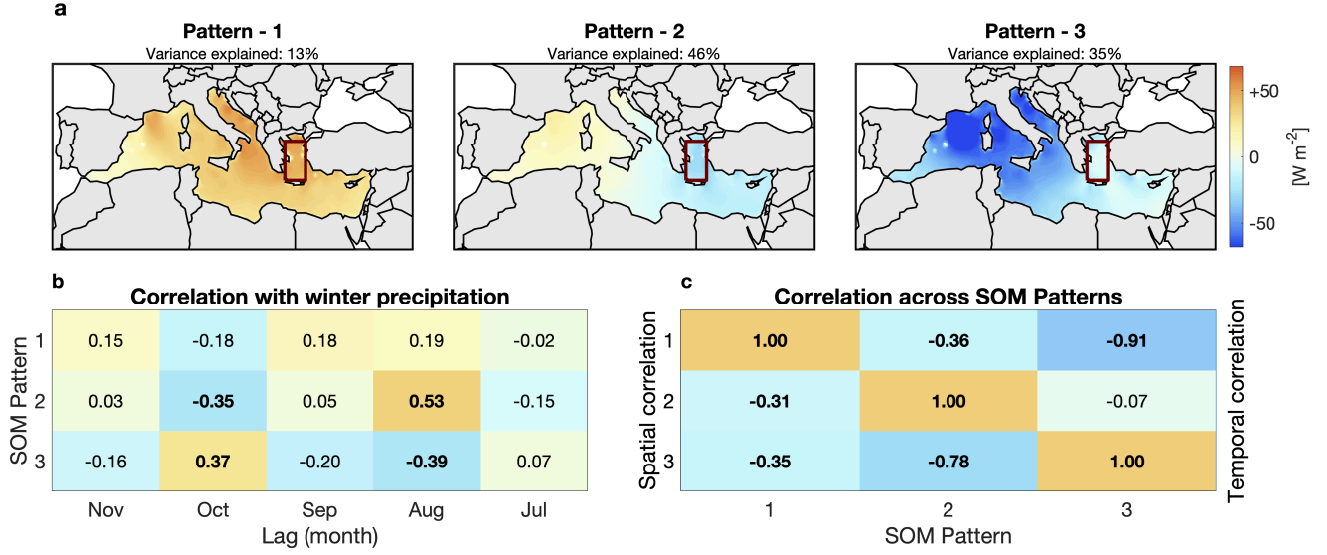 a
Pattern - 1
Variance explained: 13%
Pattern - 2
Variance explained: 46%
Pattern - 3
Variance explained: 35%
+50
0
-50
[W m-2]
b
Correlation with winter precipitation
SOM Pattern
1 0.15 -0.18 0.18 0.19 -0.02
2 0.03 -0.35 0.05 0.53 -0.15
3 -0.16 0.37 -0.20 -0.39 0.07
Nov Oct Sep Aug Jul
Lag (month)
c
Correlation across SOM Patterns
Spatial correlation
1 1.00 -0.36 -0.91
2 -0.31 1.00 -0.07
3 -0.35 -0.78 1.00
Temporal correlation
1 2 3
SOM Pattern